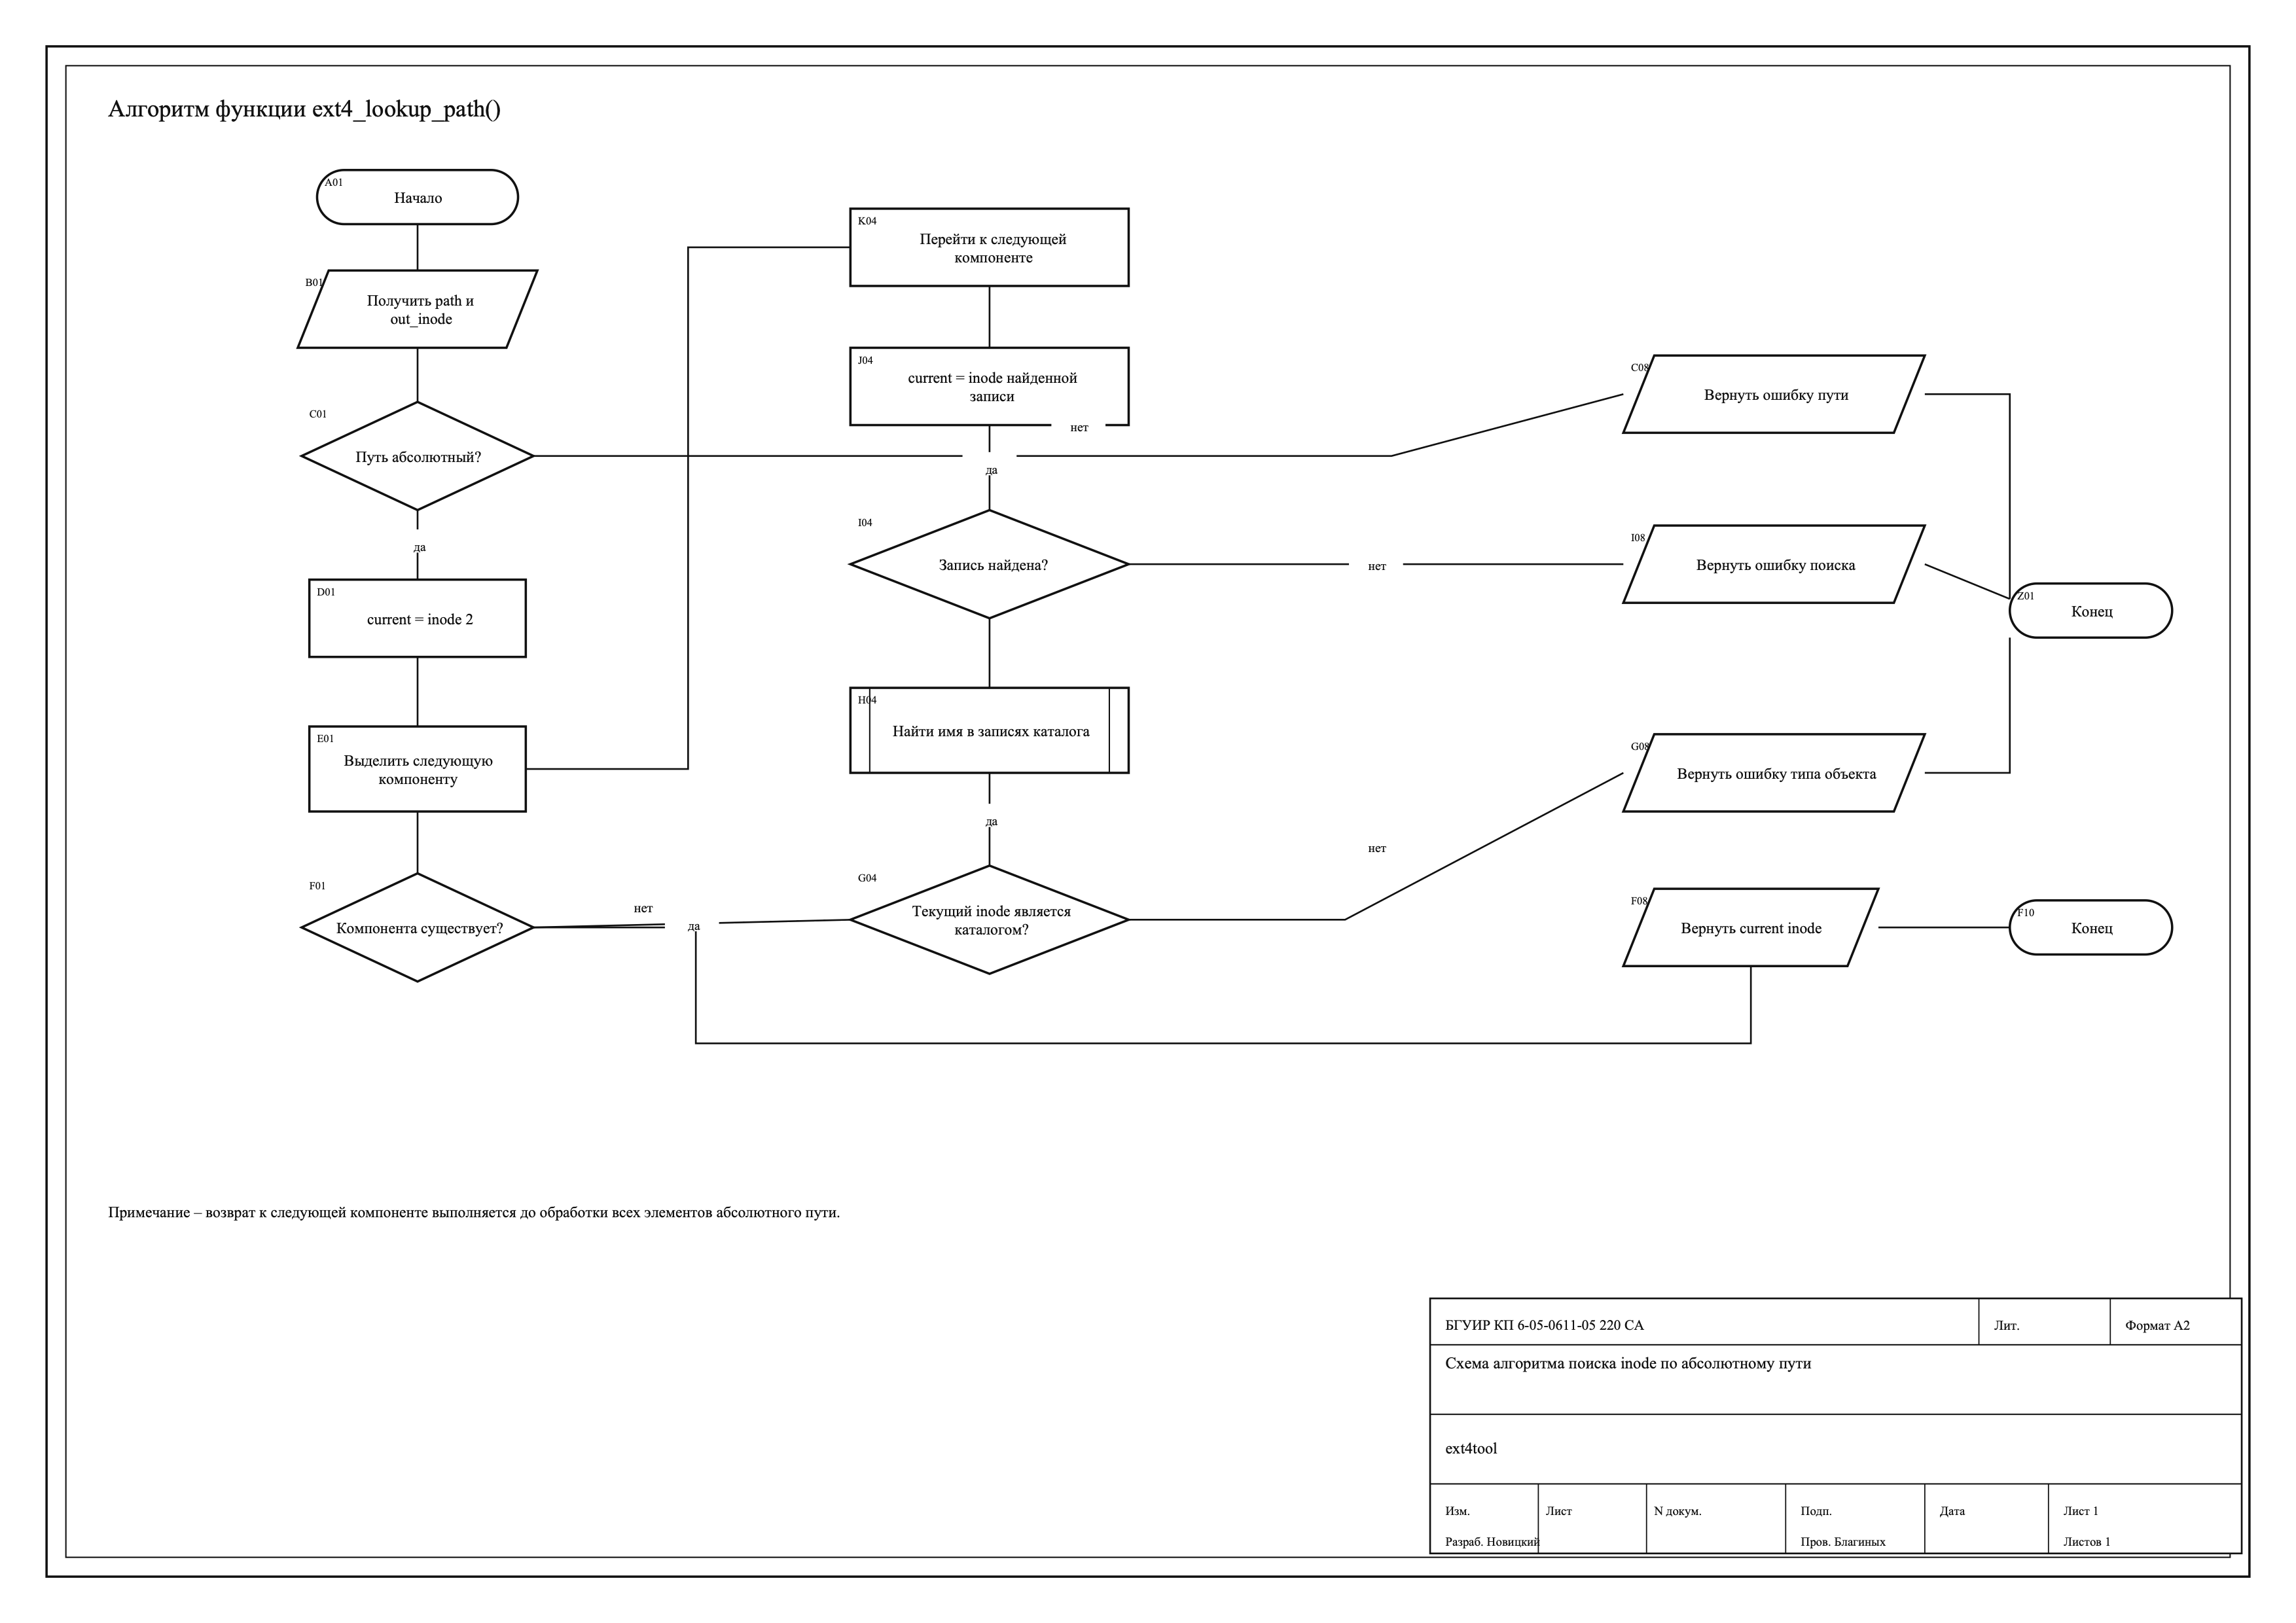 Алгоритм функции ext4_lookup_path()
A01
Начало
B01
Получить path и
out_inode
C01
Путь абсолютный?
да
D01
current = inode 2
E01
Выделить следующую
компоненту
F01
Компонента существует?
нет
да
K04
Перейти к следующей
компоненте
J04
current = inode найденной
записи
нет
да
I04
Запись найдена?
нет
H04
Найти имя в записях каталога
да
G04
Текущий inode является
каталогом?
нет
C08
Вернуть ошибку пути
I08
Вернуть ошибку поиска
Z01
Конец
G08
Вернуть ошибку типа объекта
F08
Вернуть current inode
F10
Конец
Примечание – возврат к следующей компоненте выполняется до обработки всех элементов абсолютного пути.
БГУИР КП 6-05-0611-05 220 СА
Лит.
Формат А2
Схема алгоритма поиска inode по абсолютному пути
ext4tool
Изм.
Лист
N докум.
Подп.
Дата
Лист 1
Разраб. Новицкий
Пров. Благиных
Листов 1